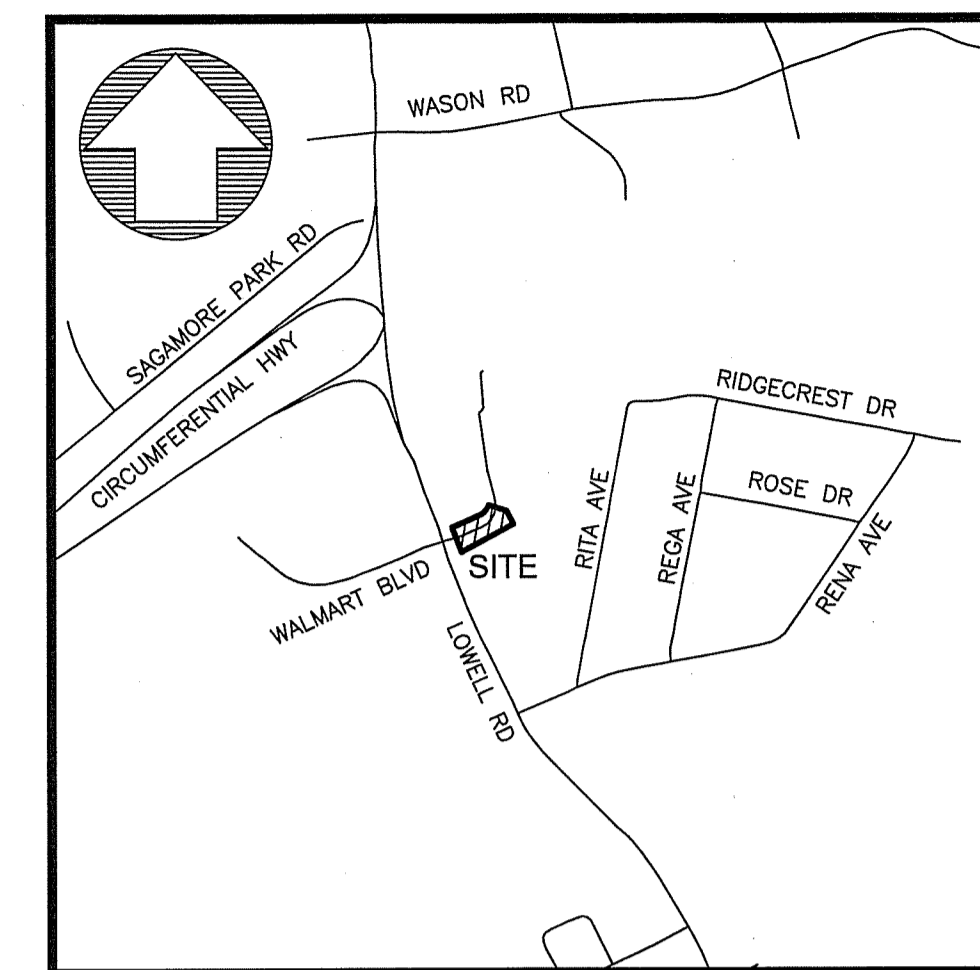 WASON RD
SAGAMORE PARK RD
CIRCUMFERENTIAL HWY
RIDGECREST DR
ROSE DR
RITA AVE
REGA AVE
RENA AVE
SITE
WALMART BLVD
LOWELL RD